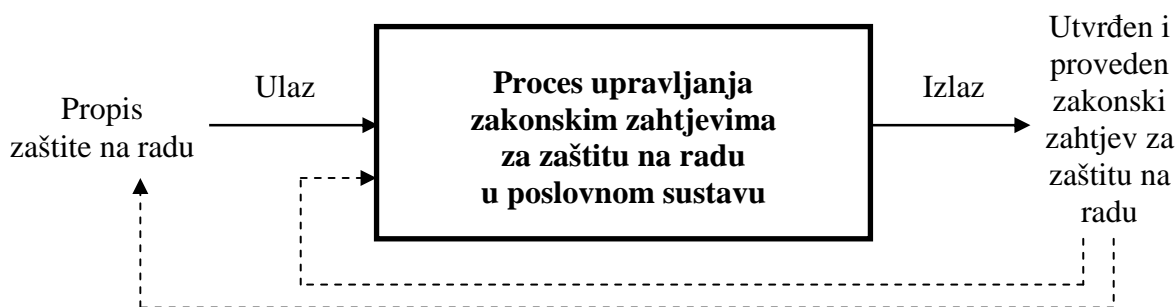 Propis
zaštite na radu
Ulaz
Proces upravljanja
zakonskim zahtjevima
za zaštitu na radu
u poslovnom sustavu
Izlaz
Utvrđen i
proveden
zakonski
zahtjev za
zaštitu na
radu